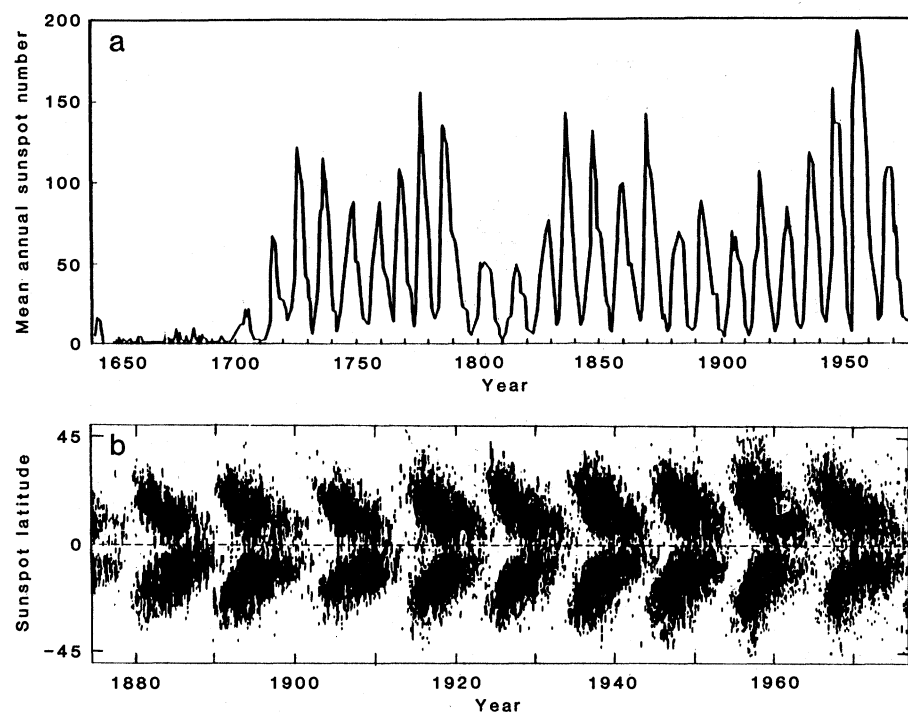 a
Mean annual sunspot number
200
150
100
50
0
1650 1700 1750 1800 1850 1900 1950
Year
b
Sunspot latitude
45
0
-45
1880 1900 1920 1940 1960
Year